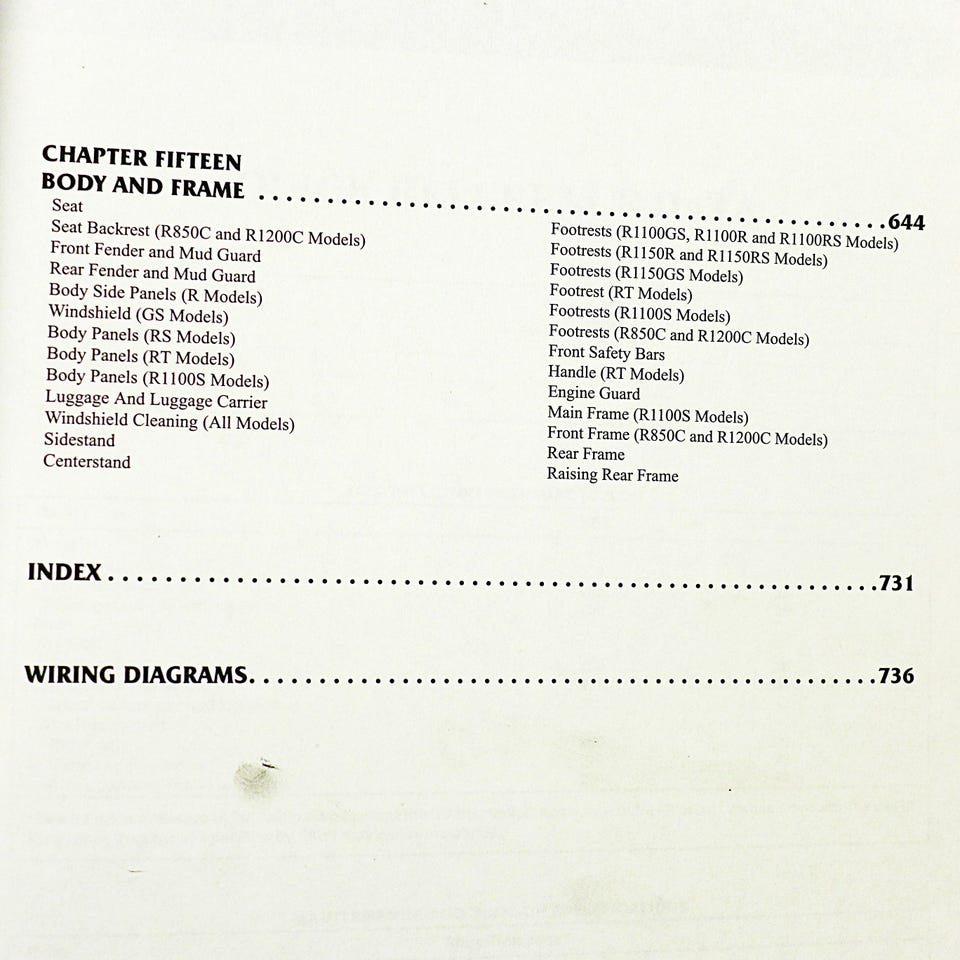 CHAPTER FIFTEEN
BODY AND FRAME . . . . . . . . . . . . . . . . . . . . . . . . . . . . . . . . . . . . . . . . . . . . . . . 644
Seat
Seat Backrest (R850C and R1200C Models)
Front Fender and Mud Guard
Rear Fender and Mud Guard
Body Side Panels (R Models)
Windshield (GS Models)
Body Panels (RS Models)
Body Panels (RT Models)
Body Panels (R1100S Models)
Luggage And Luggage Carrier
Windshield Cleaning (All Models)
Sidestand
Centerstand
Footrests (R1100GS, R1100R and R1100RS Models)
Footrests (R1150R and R1150RS Models)
Footrests (R1150GS Models)
Footrest (RT Models)
Footrests (R1100S Models)
Footrests (R850C and R1200C Models)
Front Safety Bars
Handle (RT Models)
Engine Guard
Main Frame (R1100S Models)
Front Frame (R850C and R1200C Models)
Rear Frame
Raising Rear Frame
INDEX . . . . . . . . . . . . . . . . . . . . . . . . . . . . . . . . . . . . . . . . . . . . . . . . . . . . . . 731
WIRING DIAGRAMS. . . . . . . . . . . . . . . . . . . . . . . . . . . . . . . . . . . . . . . . . . . . . 736